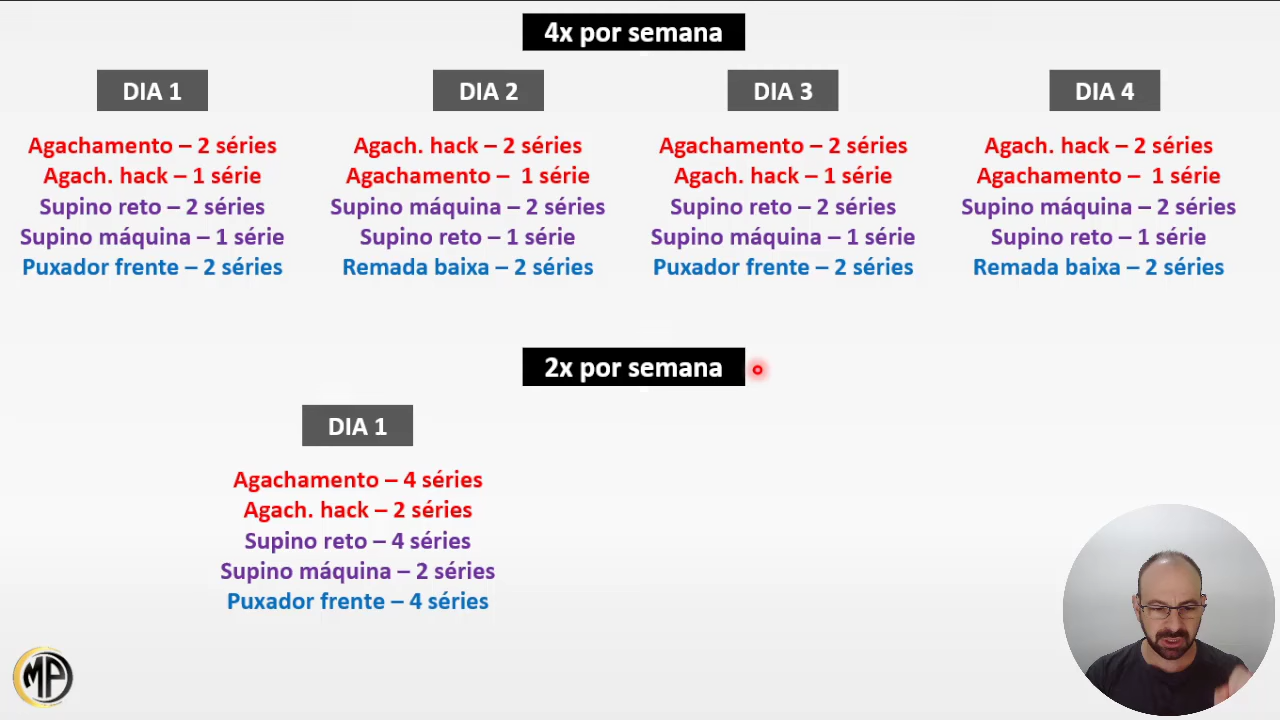 4x por semana
DIA 1
Agachamento – 2 séries
Agach. hack – 1 série
Supino reto – 2 séries
Supino máquina – 1 série
Puxador frente – 2 séries
DIA 2
Agach. hack – 2 séries
Agachamento –  1 série
Supino máquina – 2 séries
Supino reto – 1 série
Remada baixa – 2 séries
DIA 3
Agachamento – 2 séries
Agach. hack – 1 série
Supino reto – 2 séries
Supino máquina – 1 série
Puxador frente – 2 séries
DIA 4
Agach. hack – 2 séries
Agachamento –  1 série
Supino máquina – 2 séries
Supino reto – 1 série
Remada baixa – 2 séries
2x por semana
DIA 1
Agachamento – 4 séries
Agach. hack – 2 séries
Supino reto – 4 séries
Supino máquina – 2 séries
Puxador frente – 4 séries
MP